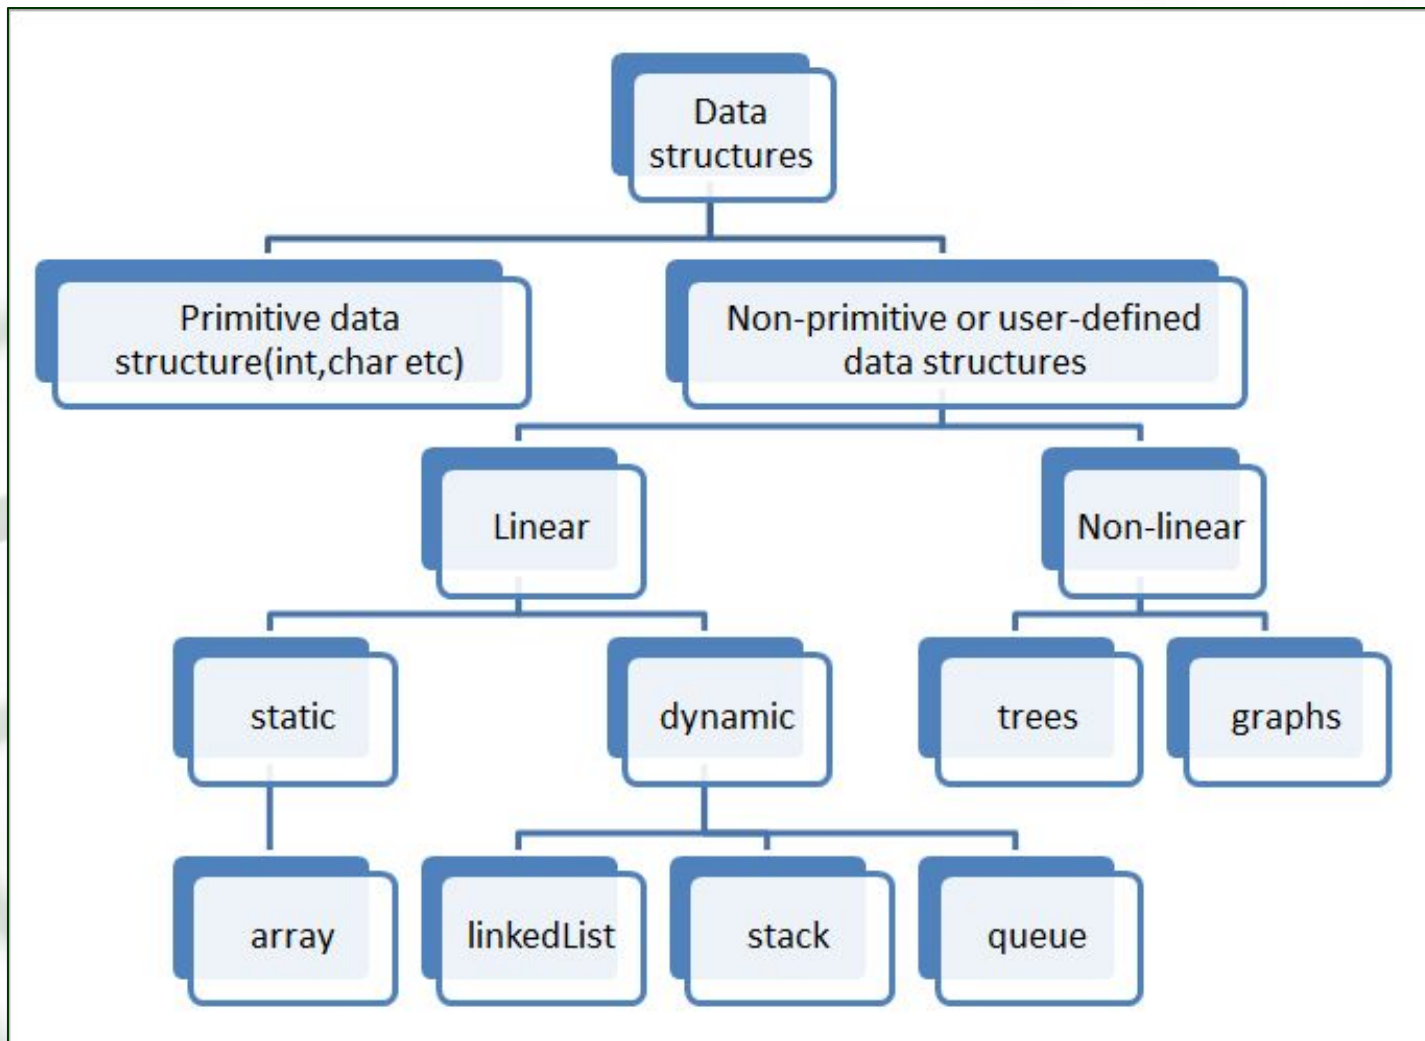 Data
structures
Primitive data
structure(int,char etc)
Non-primitive or user-defined
data structures
Linear
Non-linear
static
dynamic
trees
graphs
array
linkedList
stack
queue